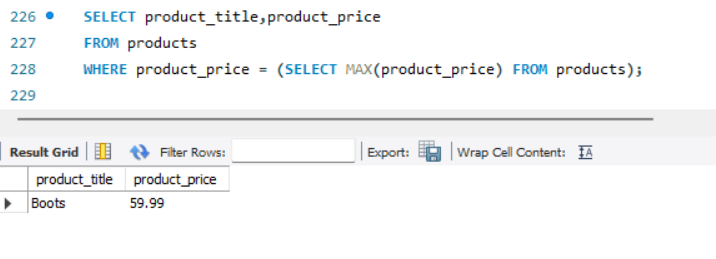 226 SELECT product_title,product_price
227 FROM products
228 WHERE product_price = (SELECT MAX(product_price) FROM products);
229
Result Grid Filter Rows: Export: Wrap Cell Content: IA
product_title product_price
Boots 59.99